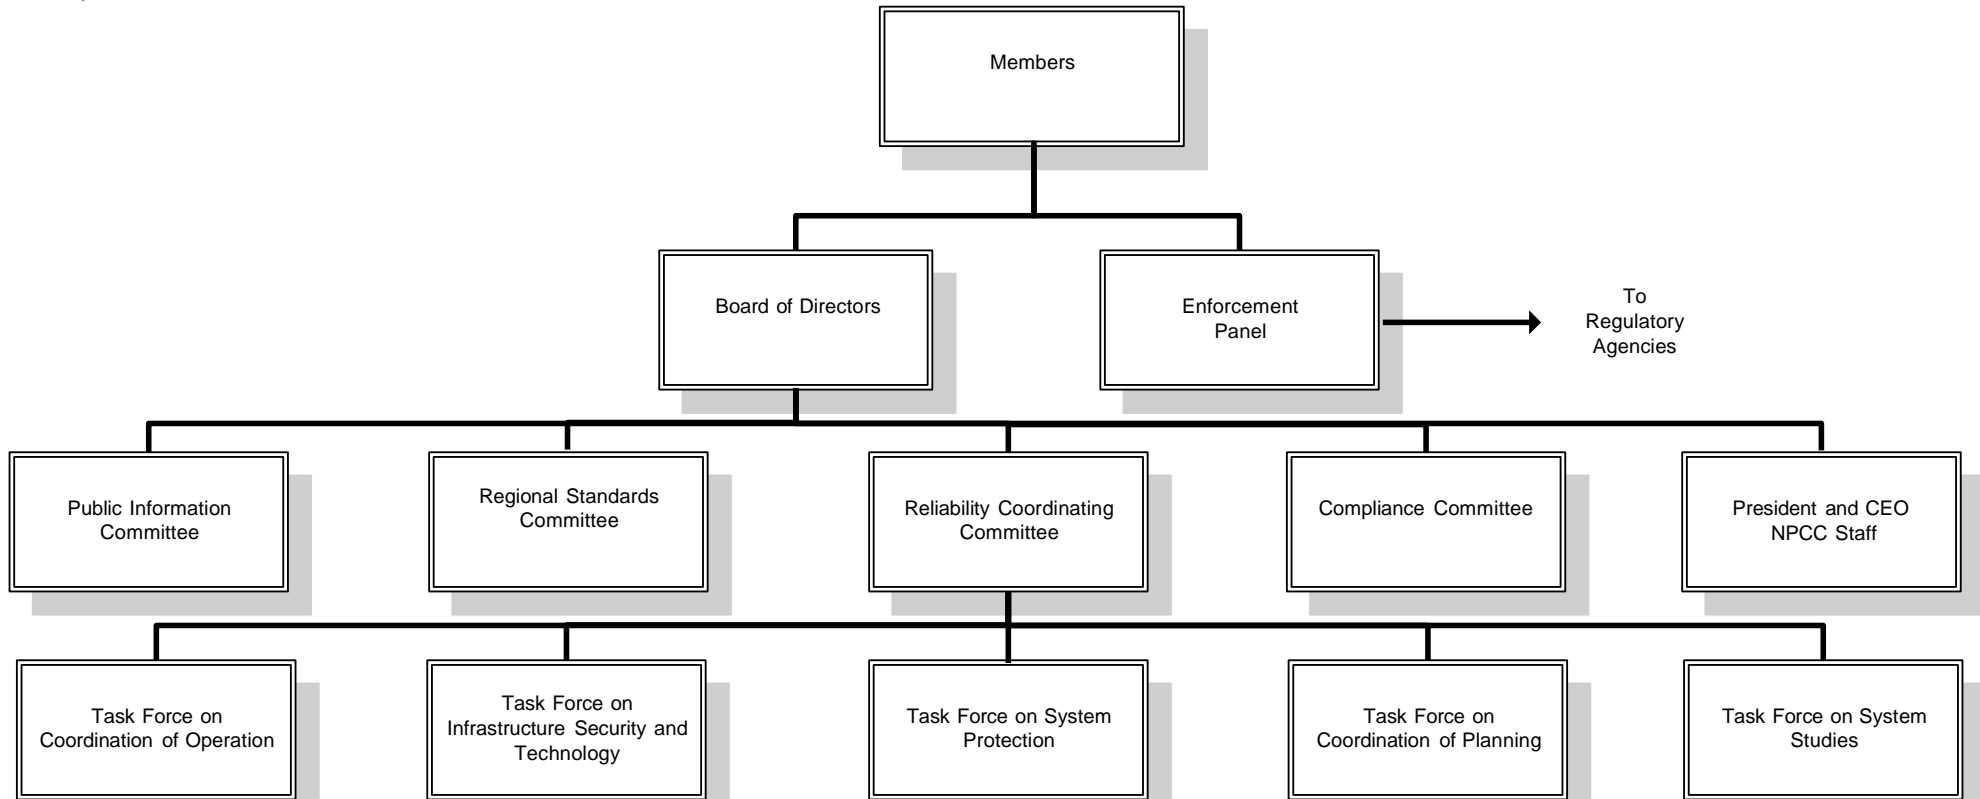 Members
Board of Directors
Enforcement
Panel
To
Regulatory
Agencies
Public Information
Committee
Regional Standards
Committee
Reliability Coordinating
Committee
Compliance Committee
President and CEO
NPCC Staff
Task Force on
Coordination of Operation
Task Force on
Infrastructure Security and
Technology
Task Force on System
Protection
Task Force on
Coordination of Planning
Task Force on System
Studies